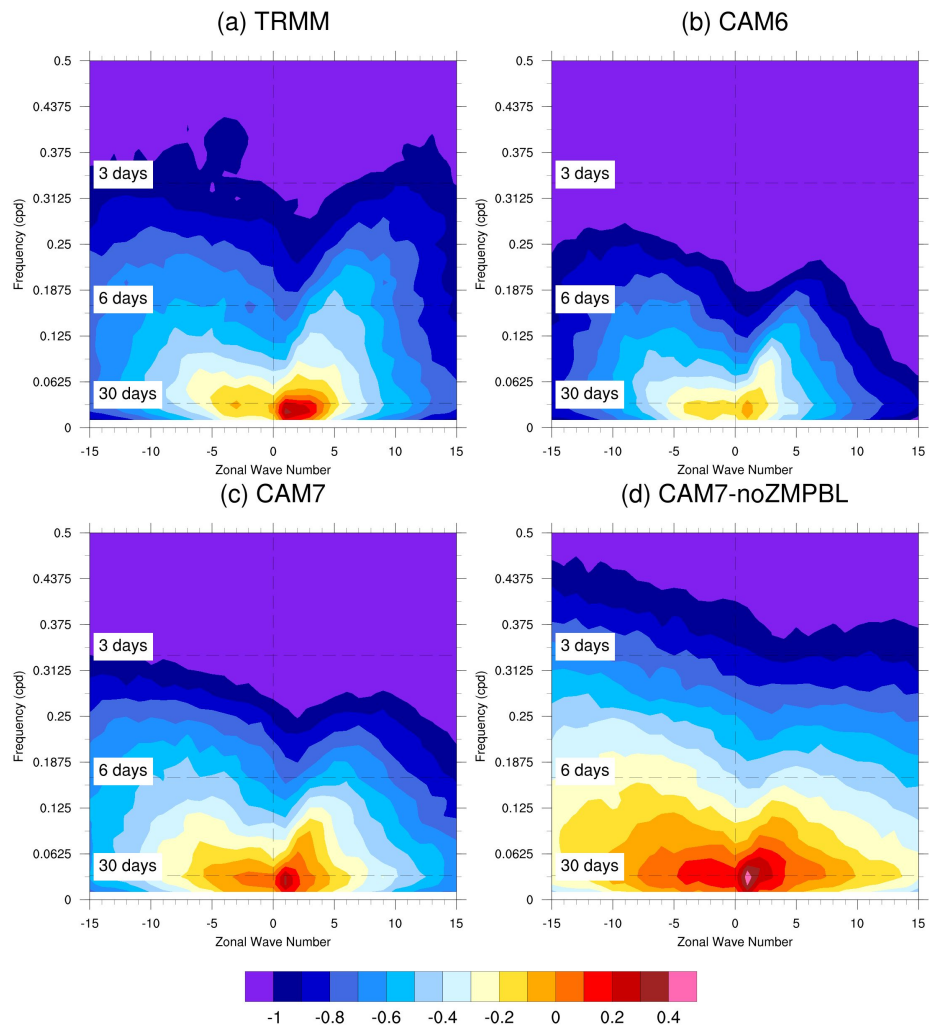 (a) TRMM
(b) CAM6
0.5
0.4375
0.375
0.3125
0.25
0.1875
0.125
0.0625
0
Frequency (cpd)
3 days
6 days
30 days
-15 -10 -5 0 5 10 15
Zonal Wave Number
0.5
0.4375
0.375
0.3125
0.25
0.1875
0.125
0.0625
0
Frequency (cpd)
3 days
6 days
30 days
-15 -10 -5 0 5 10 15
Zonal Wave Number
(c) CAM7
(d) CAM7-noZMPBL
0.5
0.4375
0.375
0.3125
0.25
0.1875
0.125
0.0625
0
Frequency (cpd)
3 days
6 days
30 days
-15 -10 -5 0 5 10 15
Zonal Wave Number
0.5
0.4375
0.375
0.3125
0.25
0.1875
0.125
0.0625
0
Frequency (cpd)
3 days
6 days
30 days
-15 -10 -5 0 5 10 15
Zonal Wave Number
-1 -0.8 -0.6 -0.4 -0.2 0 0.2 0.4